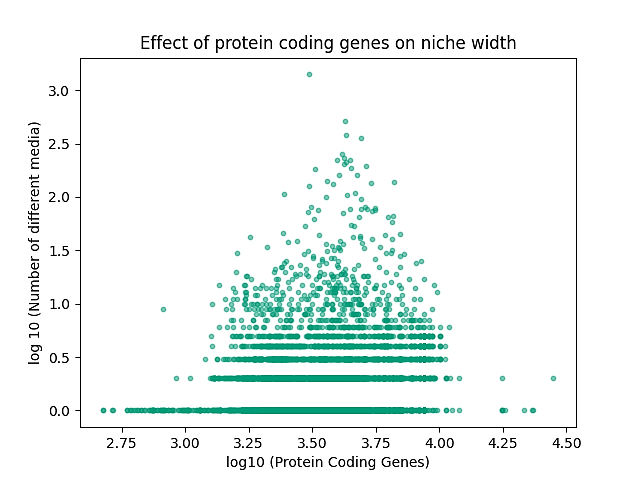 Effect of protein coding genes on niche width
log 10 (Number of different media)
3.0
2.5
2.0
1.5
1.0
0.5
0.0
2.75 3.00 3.25 3.50 3.75 4.00 4.25 4.50
log10 (Protein Coding Genes)